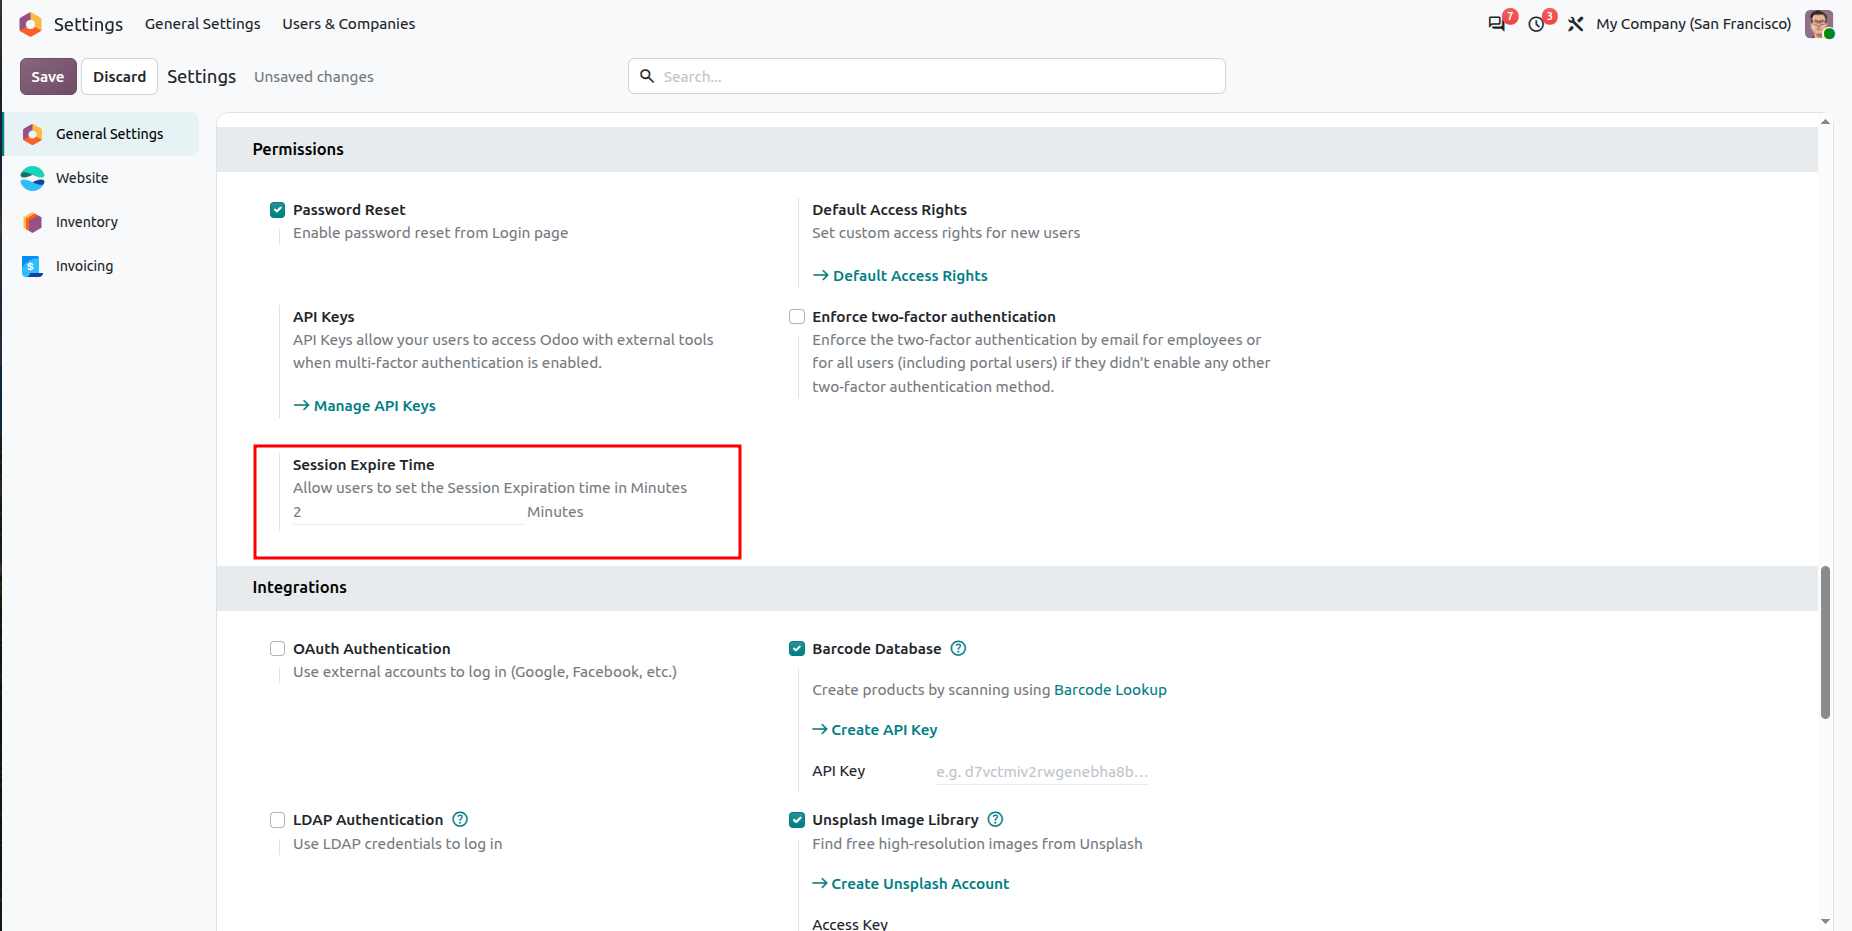 Settings General Settings Users & Companies 7 3 My Company (San Francisco)
Save Discard Settings Unsaved changes Search...
General Settings
Website
Inventory
Invoicing
Permissions
Password Reset
Enable password reset from Login page
Default Access Rights
Set custom access rights for new users
Default Access Rights
API Keys
API Keys allow your users to access Odoo with external tools
when multi-factor authentication is enabled.
Manage API Keys
Enforce two-factor authentication
Enforce the two-factor authentication by email for employees or
for all users (including portal users) if they didn't enable any other
two-factor authentication method.
Session Expire Time
Allow users to set the Session Expiration time in Minutes
2 Minutes
Integrations
OAuth Authentication
Use external accounts to log in (Google, Facebook, etc.)
Barcode Database ?
Create products by scanning using Barcode Lookup
Create API Key
API Key e.g. d7vctmiv2rwgenebha8b...
LDAP Authentication ?
Use LDAP credentials to log in
Unsplash Image Library ?
Find free high-resolution images from Unsplash
Create Unsplash Account
Access Key